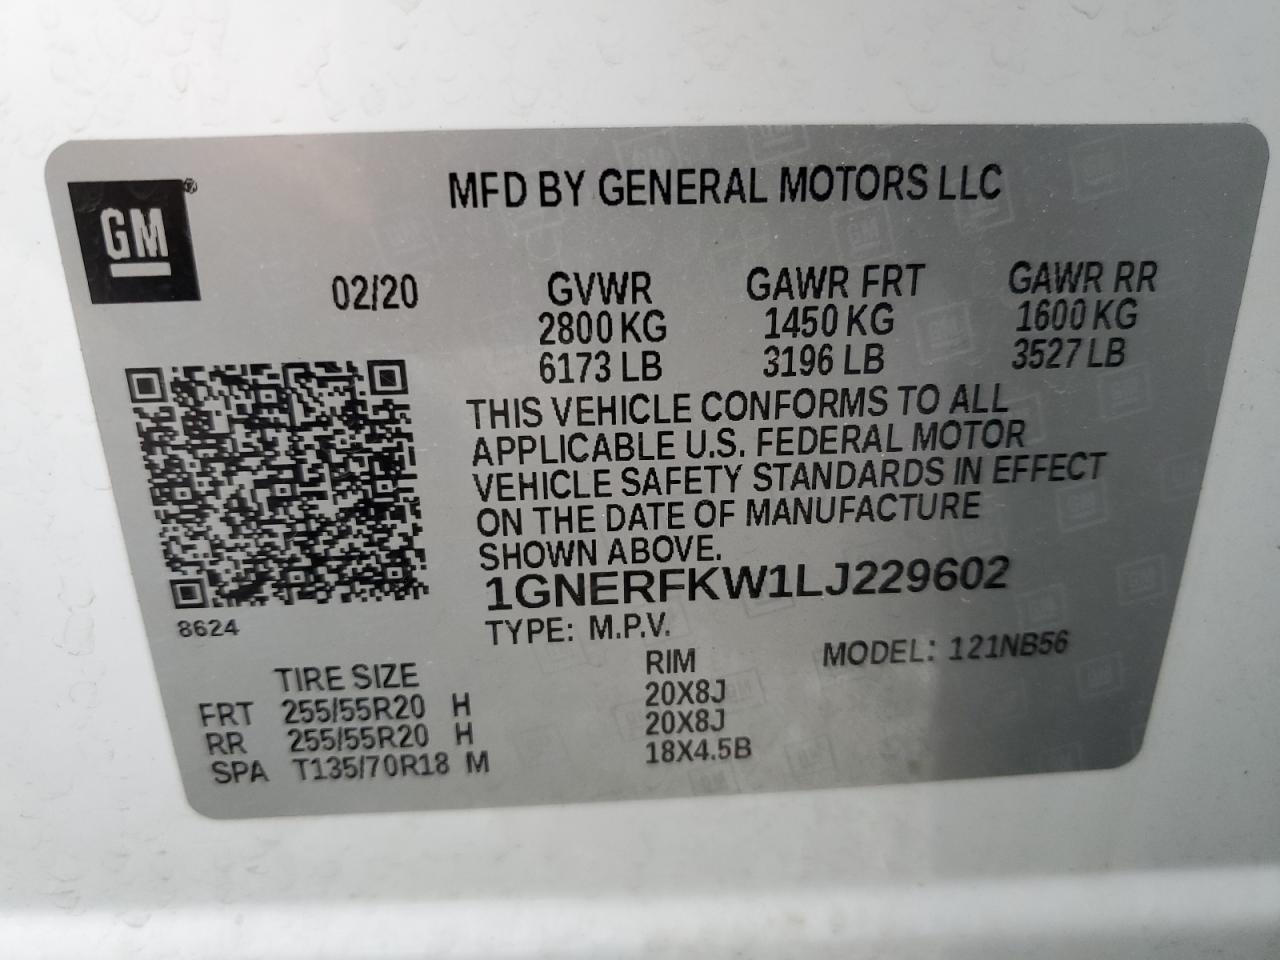 GM
MFD BY GENERAL MOTORS LLC
02/20
GVWR GAWR FRT GAWR RR
2800 KG 1450 KG 1600 KG
6173 LB 3196 LB 3527 LB
THIS VEHICLE CONFORMS TO ALL
APPLICABLE U.S. FEDERAL MOTOR
VEHICLE SAFETY STANDARDS IN EFFECT
ON THE DATE OF MANUFACTURE
SHOWN ABOVE.
1GNERFKW1LJ229602
8624
TYPE: M.P.V. MODEL: 121NB56
TIRE SIZE RIM
FRT 255/55R20 H 20X8J
RR 255/55R20 H 20X8J
SPA T135/70R18 M 18X4.5B